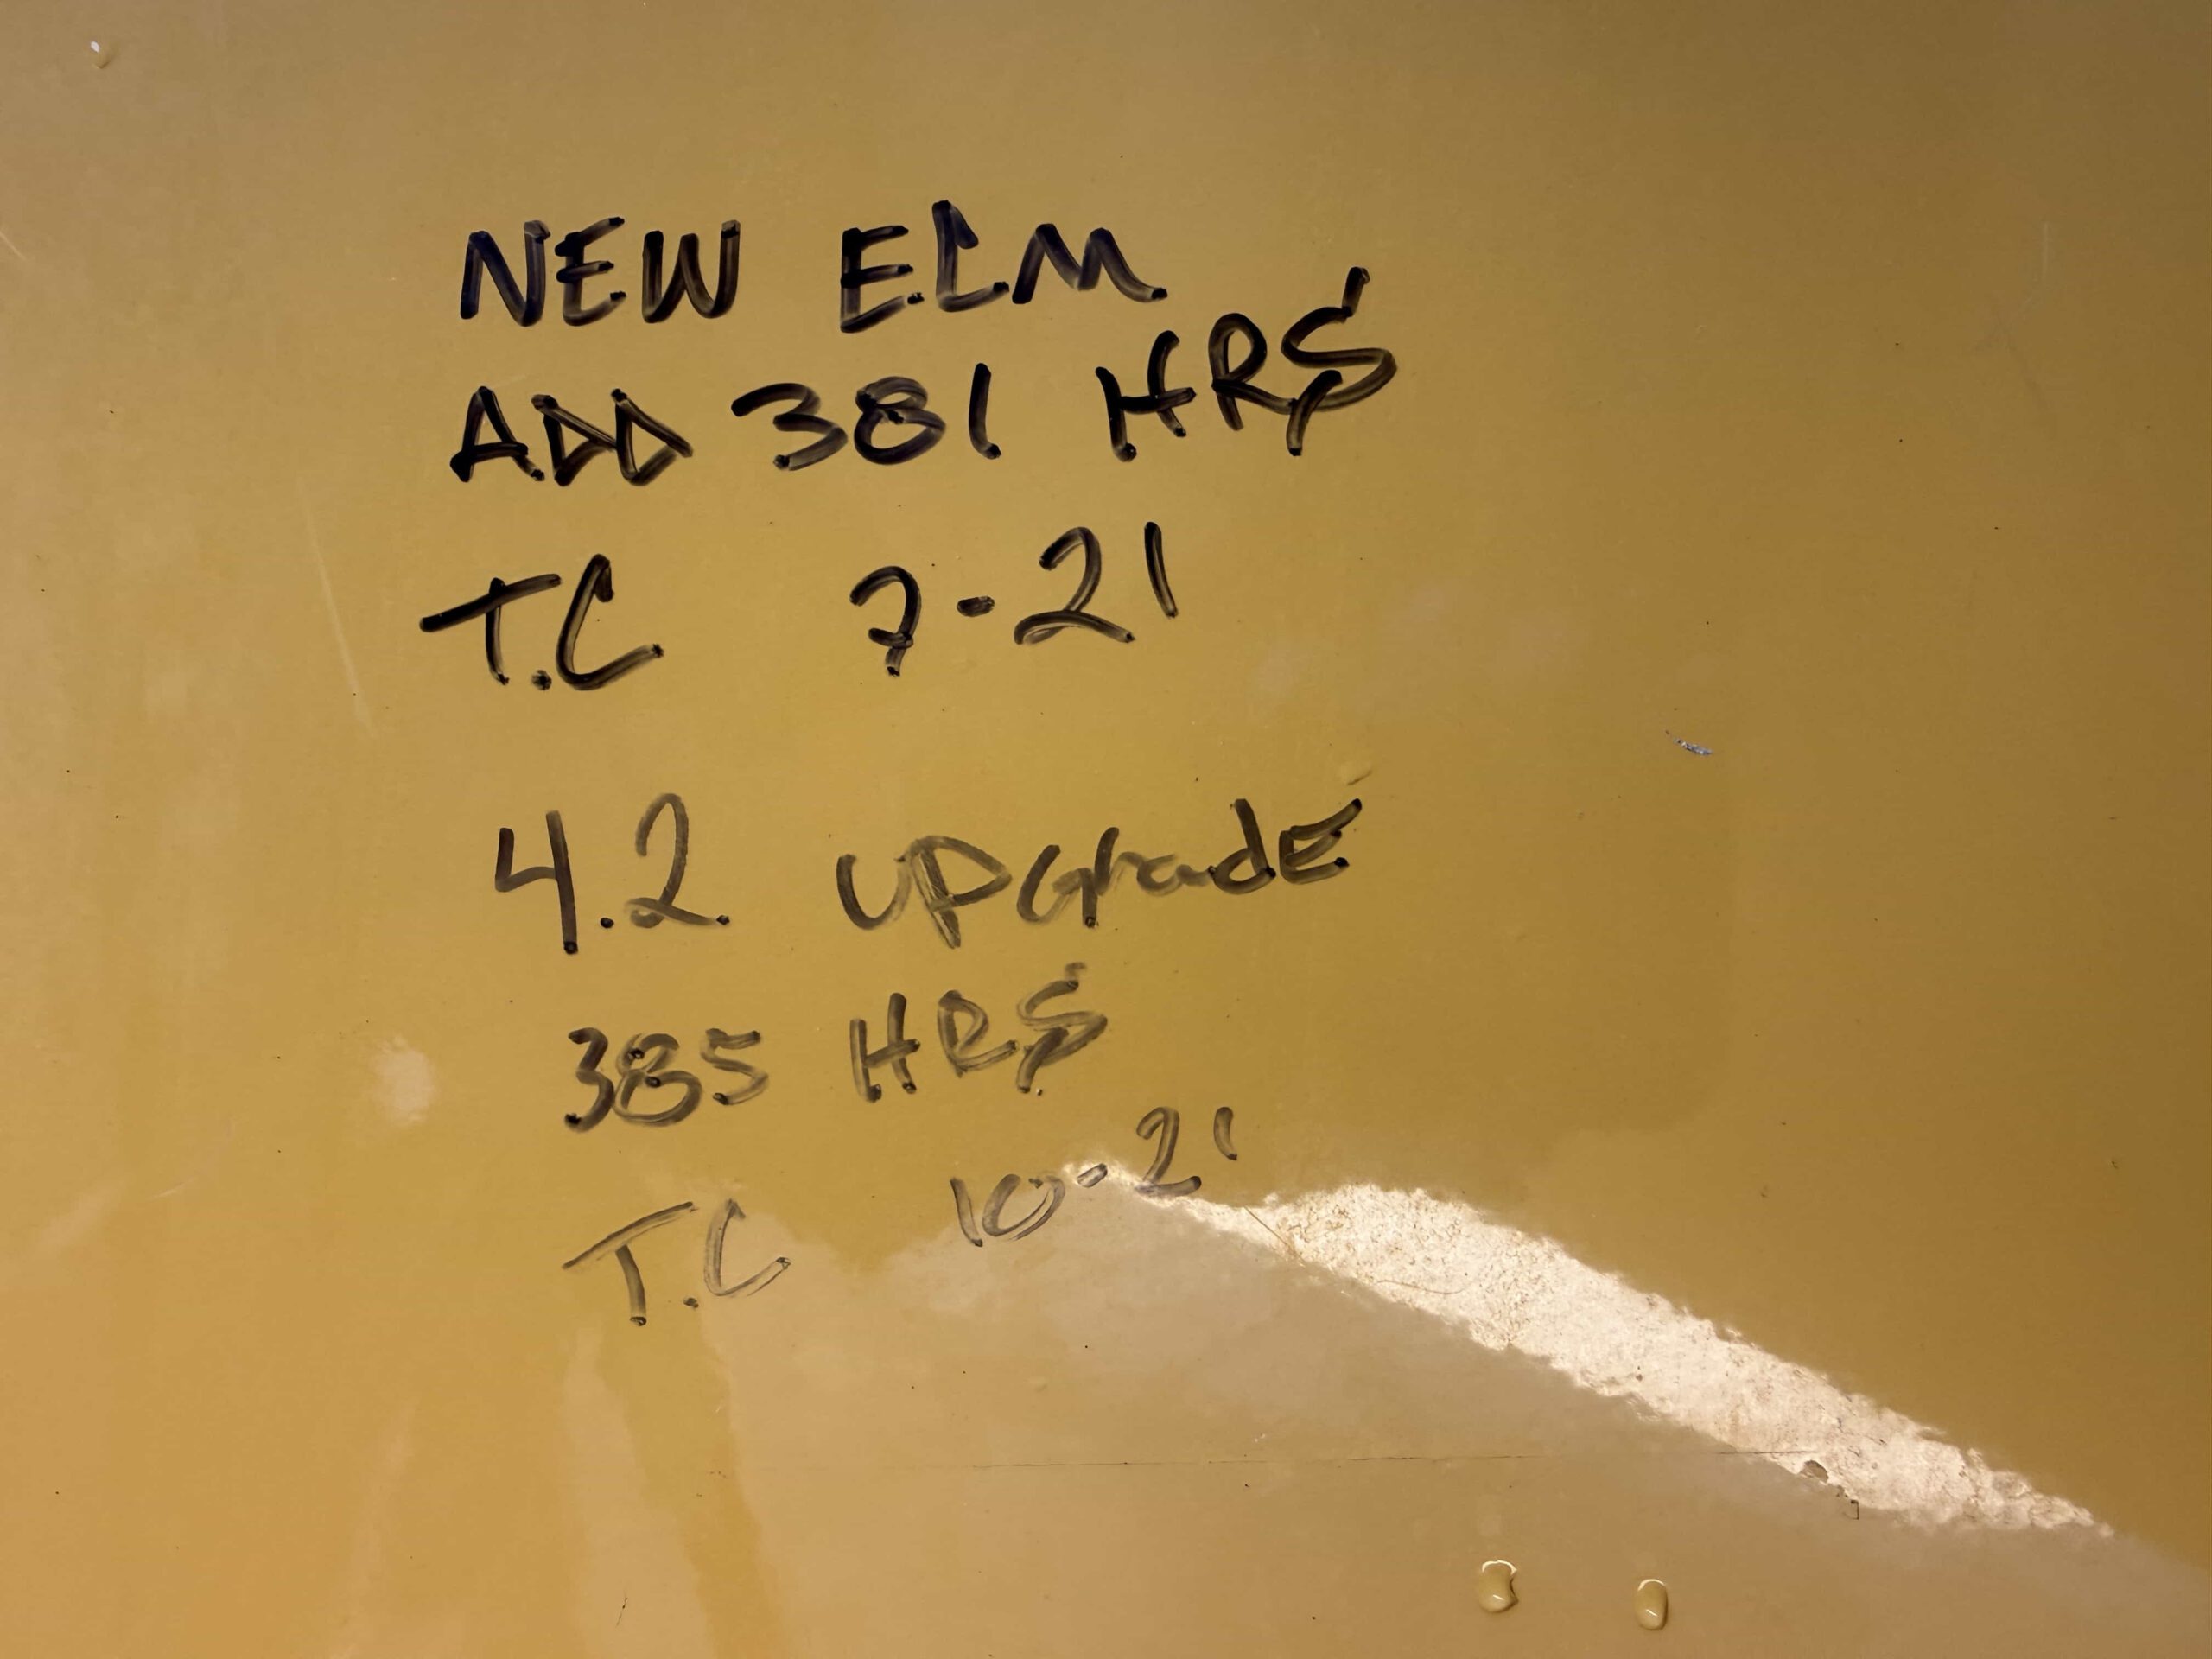 NEW ECM
ADD 381 HRS
T.C 7-21
4.2 UPGradE
385 HRS
T.C 10-21